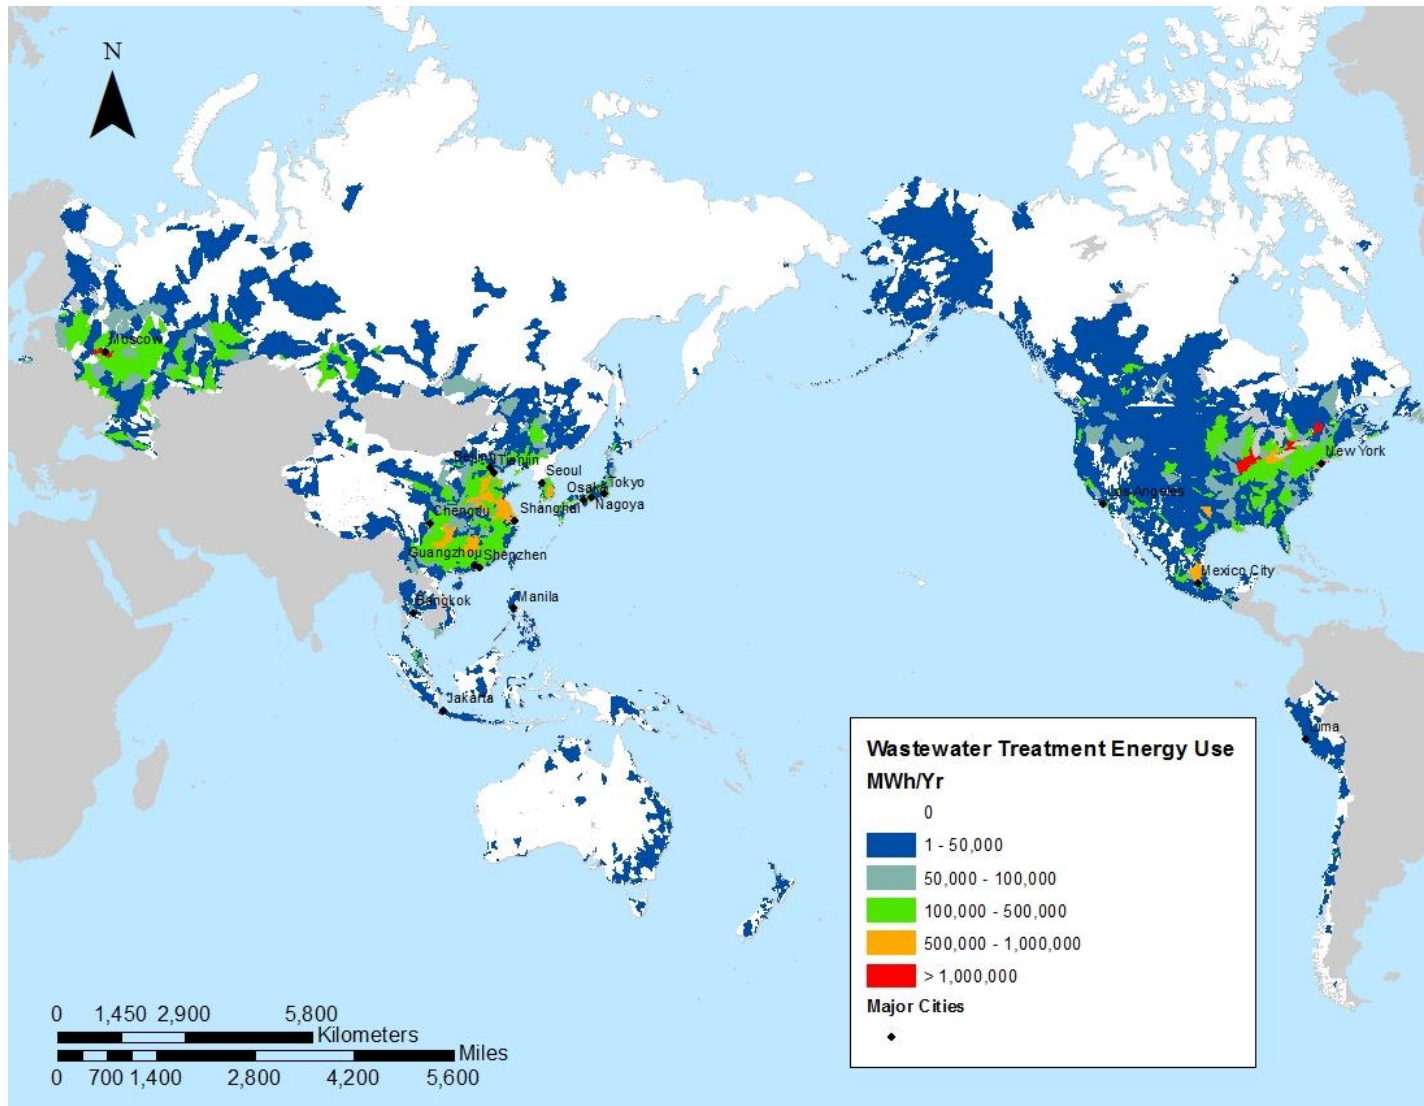 N
Moscow
Beijing
Tianjin
Seoul
Tokyo
Osaka
Nagoya
Shanghai
Chengdu
Guangzhou
Shenzhen
Bangkok
Manila
Jakarta
New York
Los Angeles
Mexico City
Lima
Wastewater Treatment Energy Use
MWh/Yr
0
1 - 50,000
50,000 - 100,000
100,000 - 500,000
500,000 - 1,000,000
> 1,000,000
Major Cities
0 1,450 2,900 5,800
Kilometers
Miles
0 700 1,400 2,800 4,200 5,600